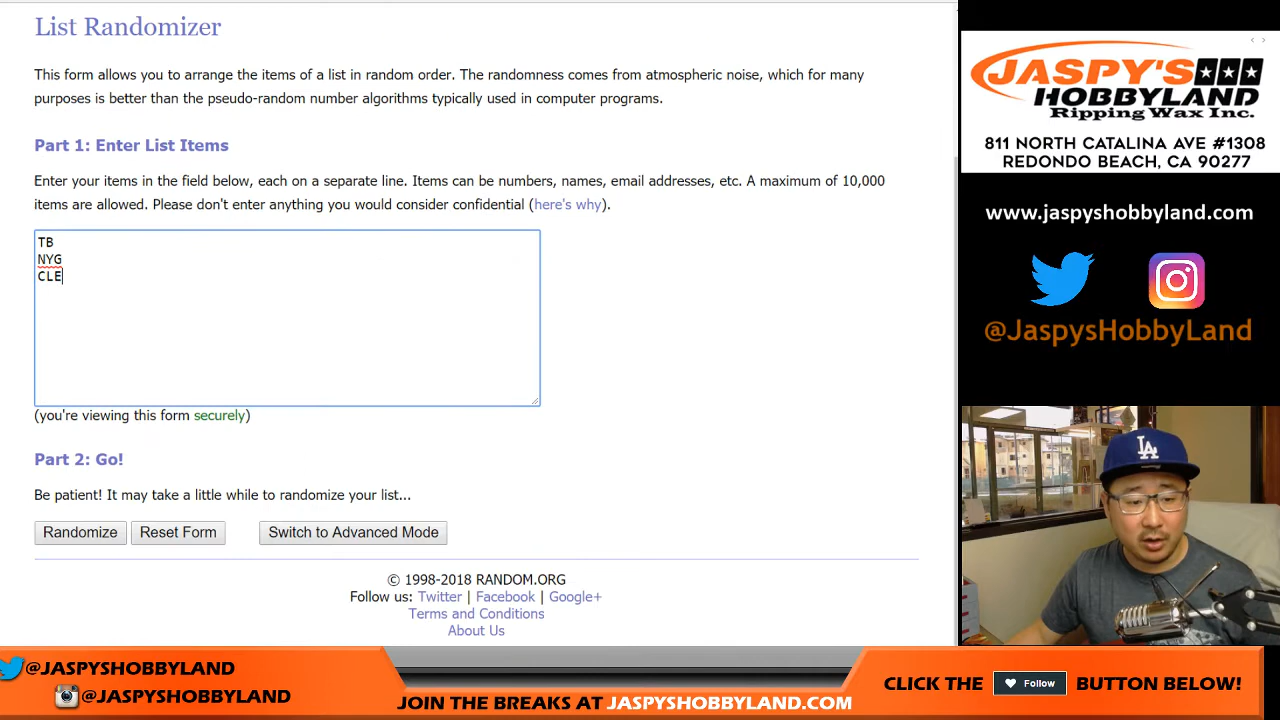 List Randomizer
This form allows you to arrange the items of a list in random order. The randomness comes from atmospheric noise, which for many
purposes is better than the pseudo-random number algorithms typically used in computer programs.
Part 1: Enter List Items
Enter your items in the field below, each on a separate line. Items can be numbers, names, email addresses, etc. A maximum of 10,000
items are allowed. Please don't enter anything you would consider confidential (here's why).
TB
NYG
CLE
(you're viewing this form securely)
Part 2: Go!
Be patient! It may take a little while to randomize your list...
Randomize Reset Form Switch to Advanced Mode
© 1998-2018 RANDOM.ORG
Follow us: Twitter | Facebook | Google+
Terms and Conditions
About Us
JASPY'S
HOBBYLAND
Ripping Wax Inc.
811 NORTH CATALINA AVE #1308
REDONDO BEACH, CA 90277
www.jaspyshobbyland.com
@JaspysHobbyLand
LA
@JASPYSHOBBYLAND
@JASPYSHOBBYLAND
JOIN THE BREAKS AT JASPYSHOBBYLAND.COM
CLICK THE Follow BUTTON BELOW!